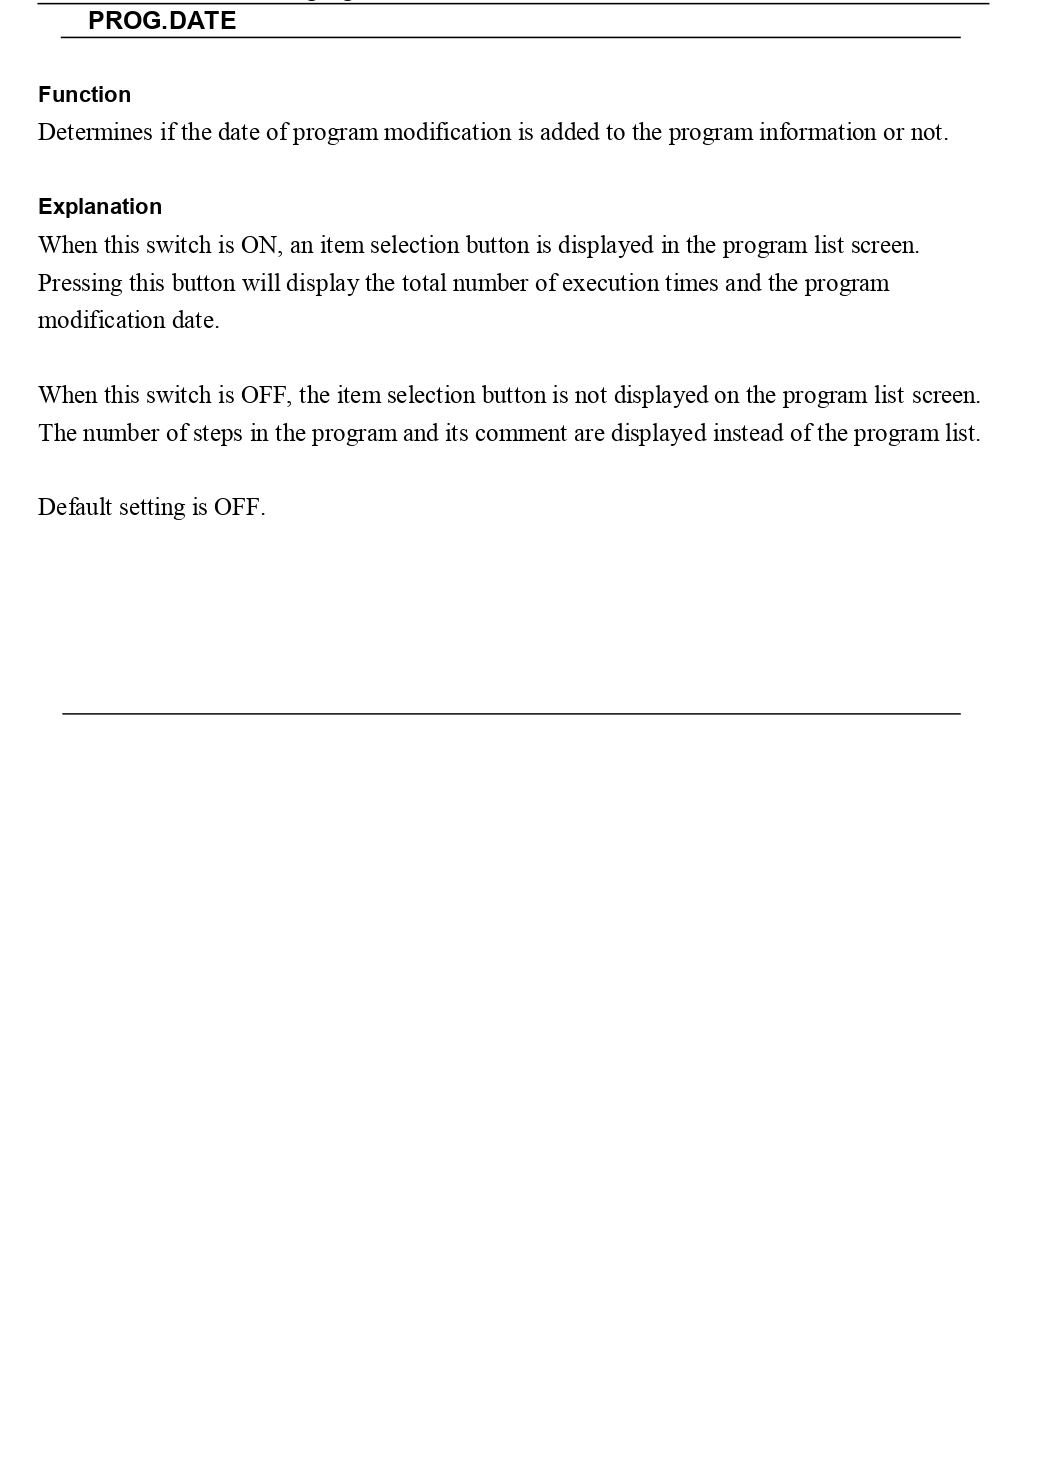 PROG.DATE
Function
Determines if the date of program modification is added to the program information or not.
Explanation
When this switch is ON, an item selection button is displayed in the program list screen.
Pressing this button will display the total number of execution times and the program
modification date.
When this switch is OFF, the item selection button is not displayed on the program list screen.
The number of steps in the program and its comment are displayed instead of the program list.
Default setting is OFF.